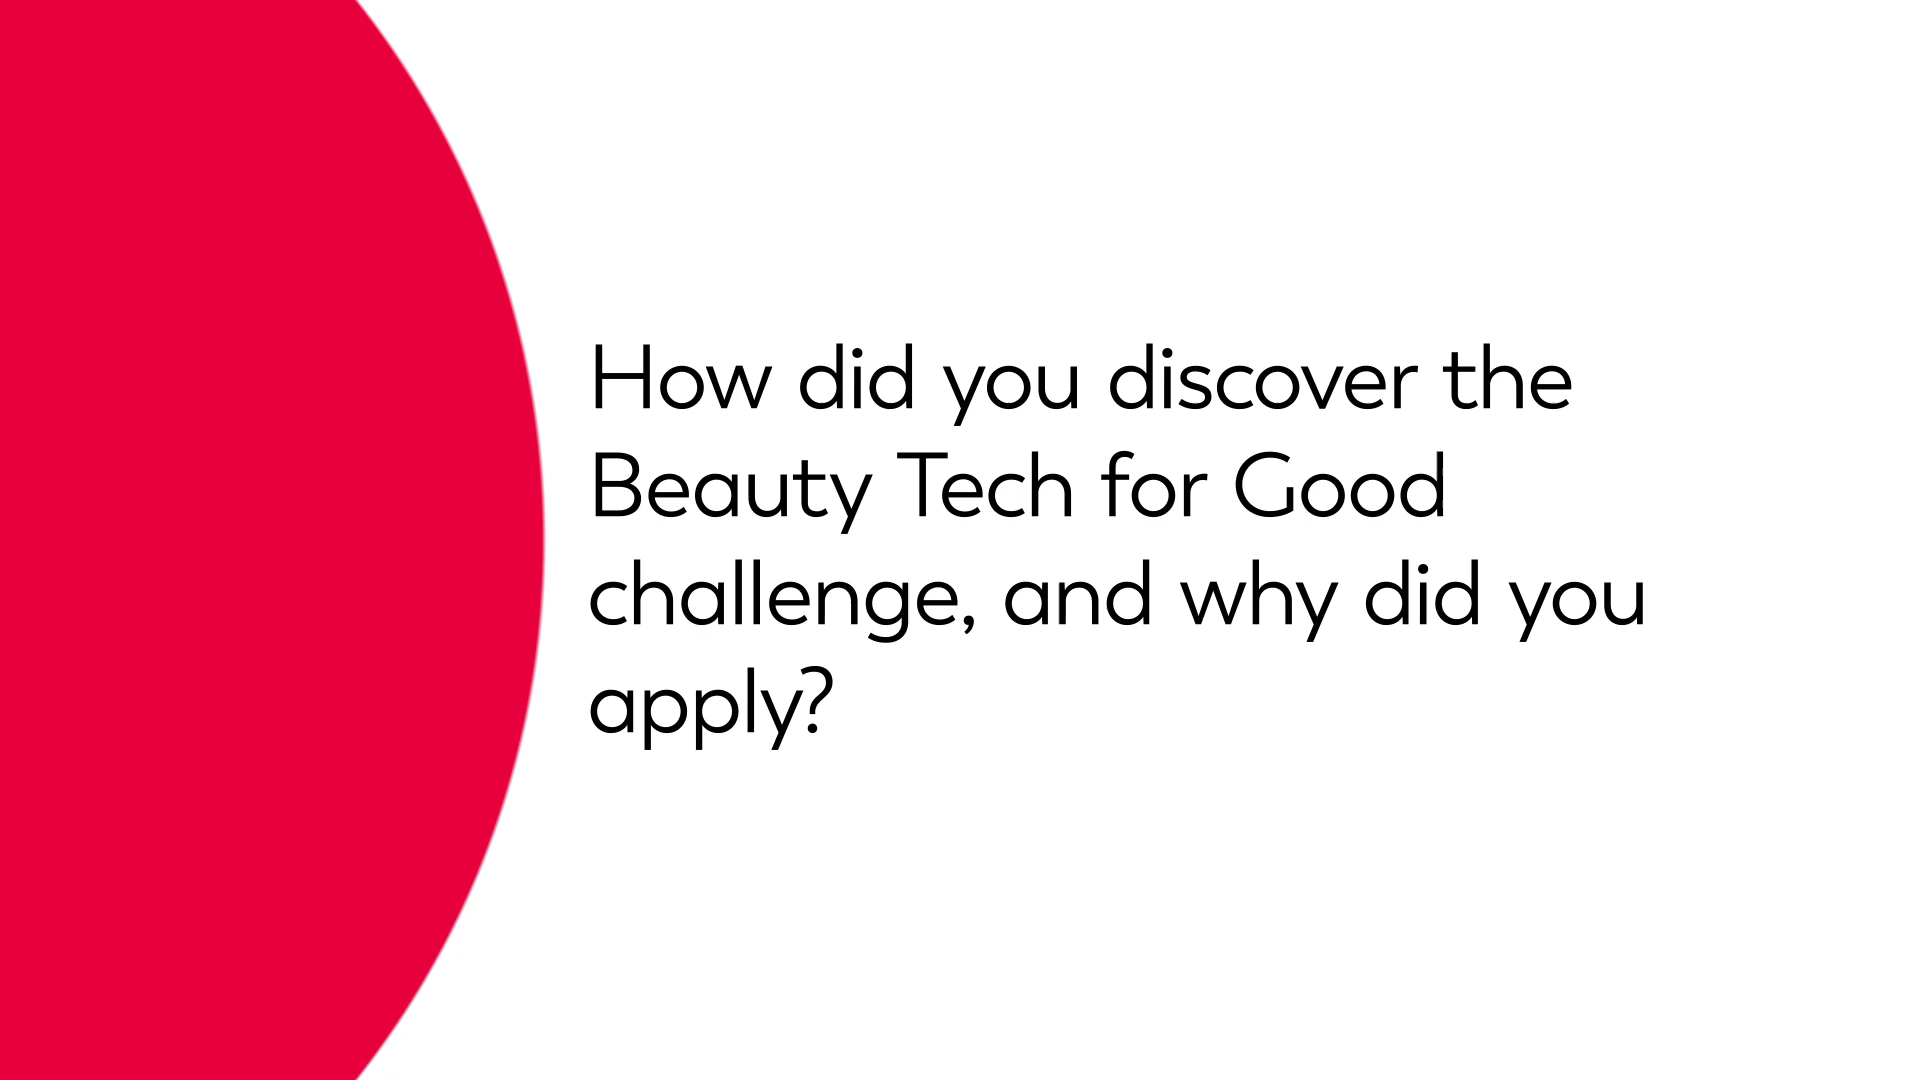 How did you discover the
Beauty Tech for Good
challenge, and why did you
apply?